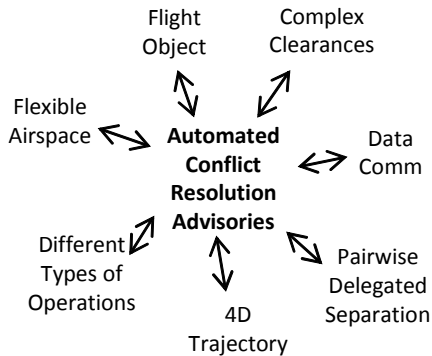 Flight
Object
Complex
Clearances
Flexible
Airspace
Automated
Conflict
Resolution
Advisories
Data
Comm
Different
Types of
Operations
4D
Trajectory
Pairwise
Delegated
Separation